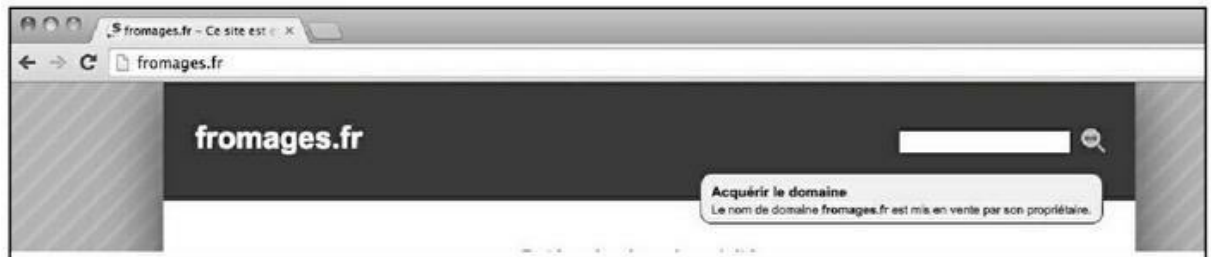 fromages.fr – Ce site est
fromages.fr
fromages.fr
Acquérir le domaine
Le nom de domaine fromages.fr est mis en vente par son propriétaire.